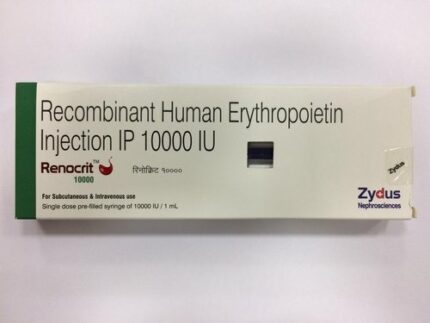 Recombinant Human Erythropoietin
Injection IP 10000 IU
Renocrit™
10000
रिनोक्रिट १००००
For Subcutaneous & Intravenous use
Single dose pre-filled syringe of 10000 IU / 1 mL
Zydus
Zydus
Nephrosciences